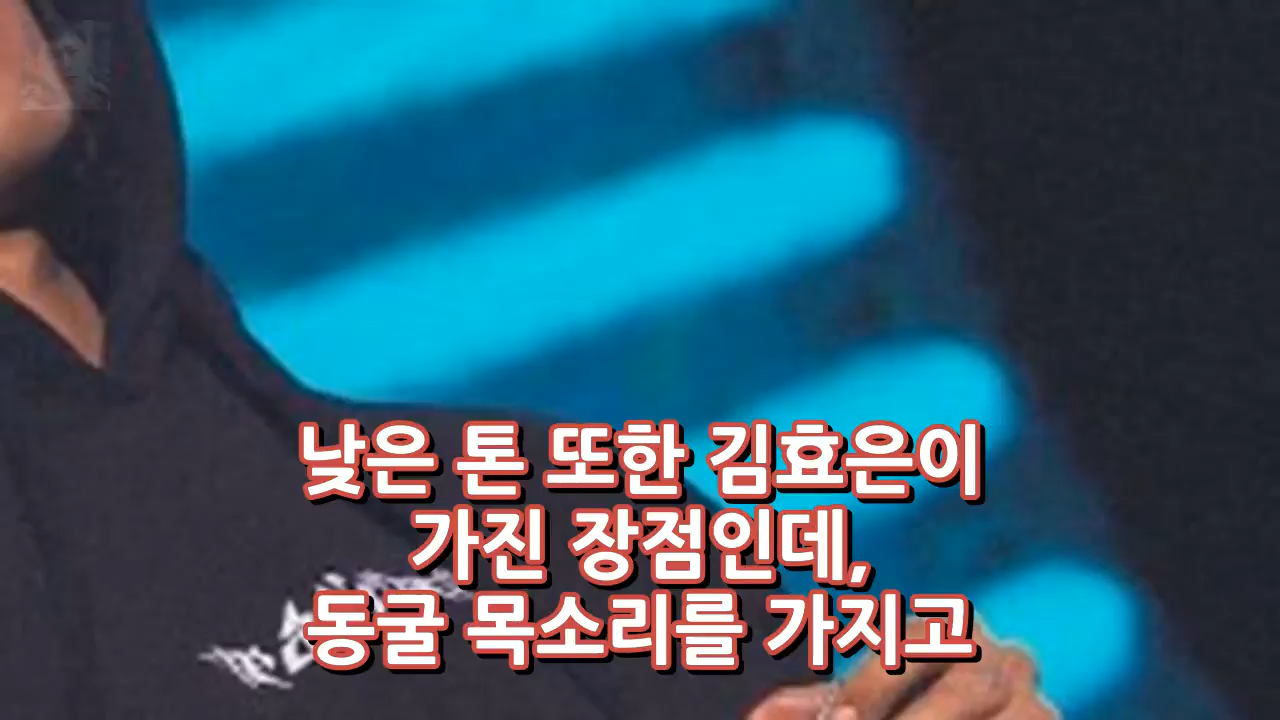 낮은 톤 또한 김효은이
가진 장점인데,
동굴 목소리를 가지고